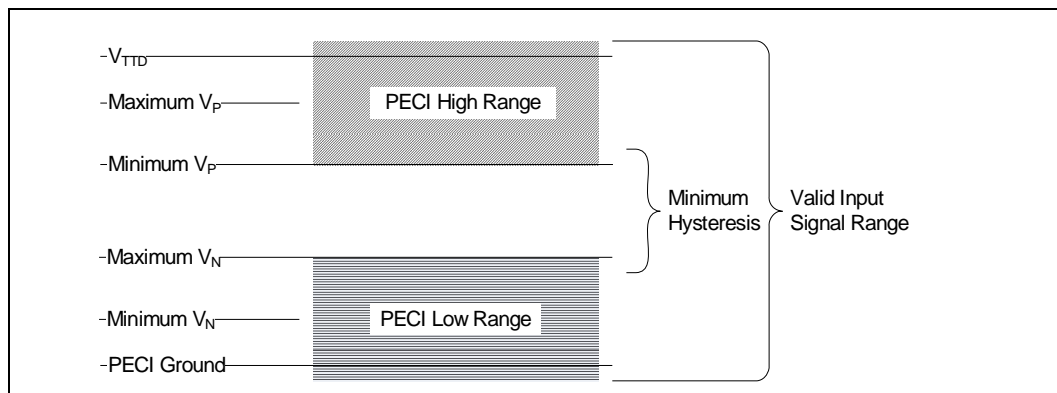 V_TTD
Maximum V_P
PECI High Range
Minimum V_P
Minimum
Hysteresis
Valid Input
Signal Range
Maximum V_N
Minimum V_N
PECI Low Range
PECI Ground